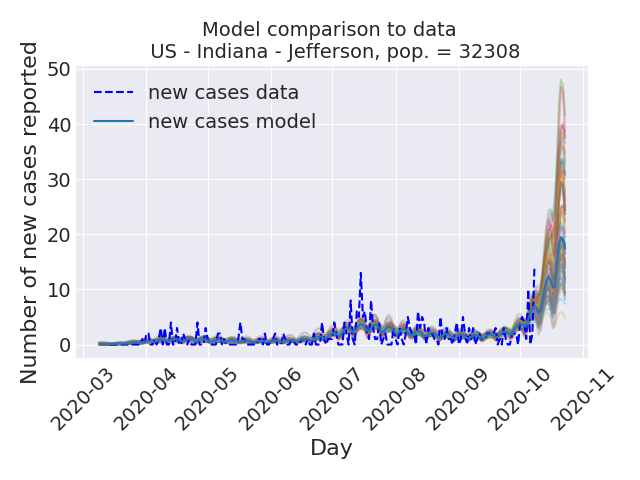 Model comparison to data
US - Indiana - Jefferson, pop. = 32308
Number of new cases reported
50
40
30
20
10
0
new cases data
new cases model
2020-03
2020-04
2020-05
2020-06
2020-07
2020-08
2020-09
2020-10
2020-11
Day